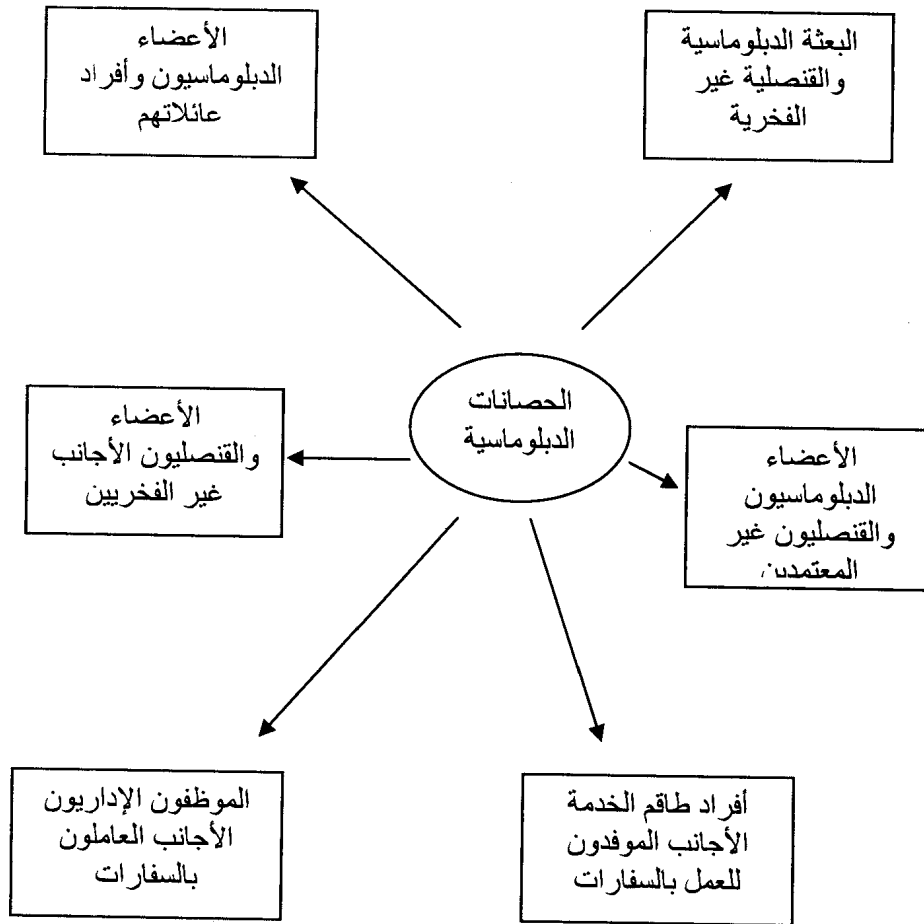 البعثة الدبلوماسية
والقنصلية غير
الفخرية
الأعضاء
الدبلوماسيون وأفراد
عائلاتهم
الحصانات
الدبلوماسية
الأعضاء
الدبلوماسيون
والقنصليون غير
المعتمدين
الأعضاء
والقنصليون الأجانب
غير الفخريين
أفراد طاقم الخدمة
الأجانب الموفدون
للعمل بالسفارات
الموظفون الإداريون
الأجانب العاملون
بالسفارات